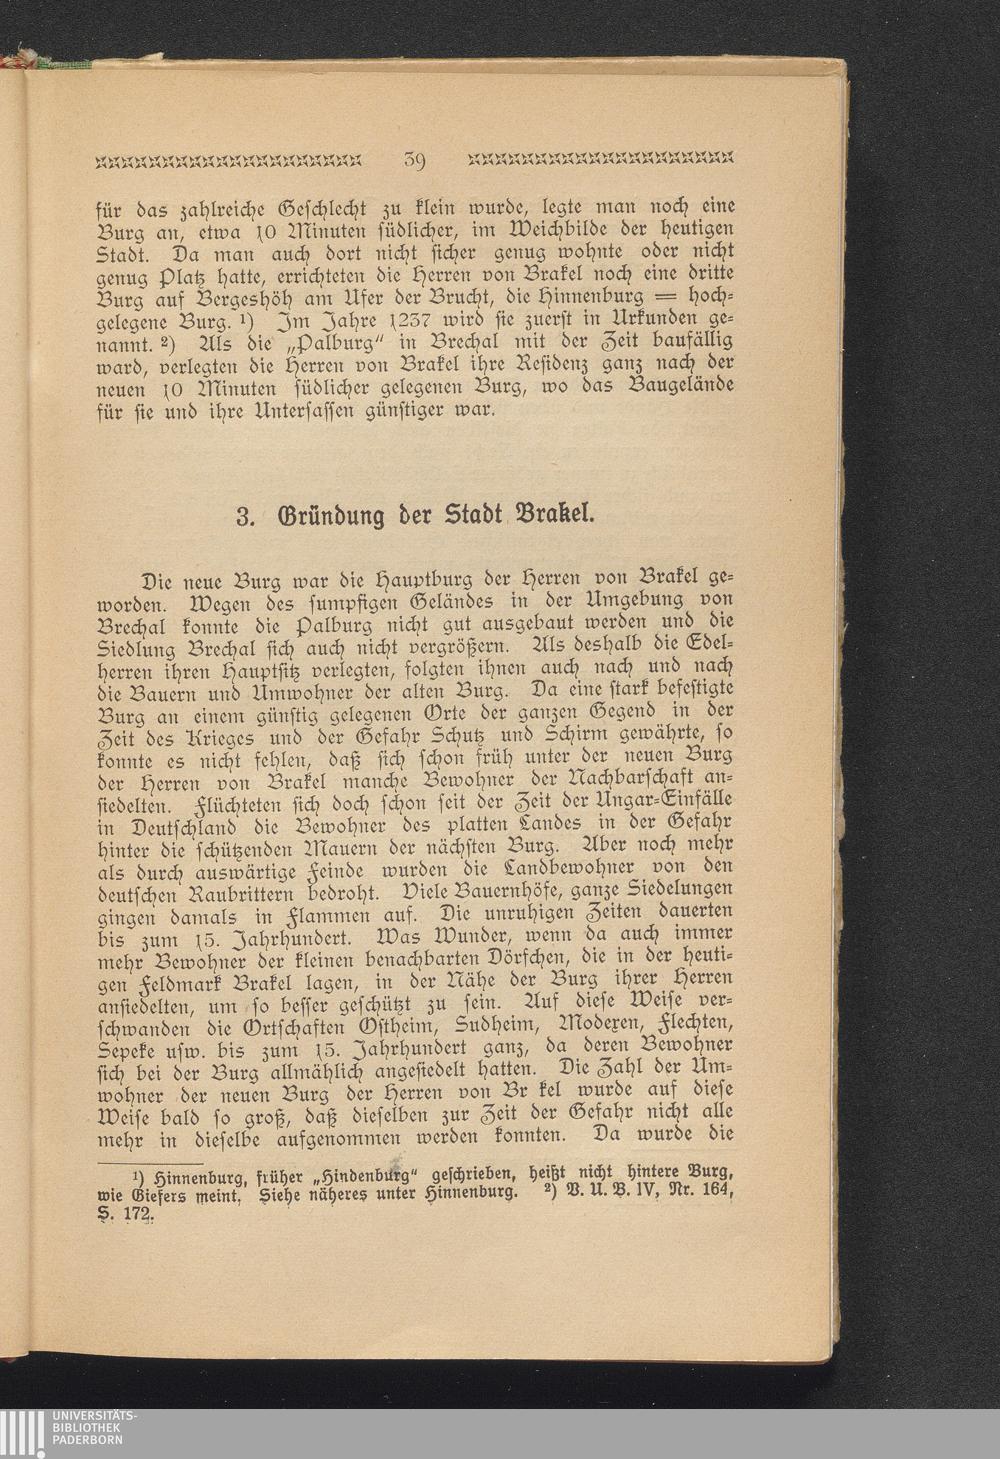 39
für das zahlreiche Geschlecht zu klein wurde, legte man noch eine
Burg an, etwa 10 Minuten südlicher, im Weichbilde der heutigen
Stadt. Da man auch dort nicht sicher genug wohnte oder nicht
genug Platz hatte, errichteten die Herren von Brakel noch eine dritte
Burg auf Bergeshöh am Ufer der Brucht, die Hinnenburg = hoch-
gelegene Burg. ¹) Im Jahre 1237 wird sie zuerst in Urkunden ge-
nannt. ²) Als die „Palburg" in Brechal mit der Zeit baufällig
ward, verlegten die Herren von Brakel ihre Residenz ganz nach der
neuen 10 Minuten südlicher gelegenen Burg, wo das Baugelände
für sie und ihre Untersassen günstiger war.
3. Gründung der Stadt Brakel.
Die neue Burg war die Hauptburg der Herren von Brakel ge-
worden. Wegen des sumpfigen Geländes in der Umgebung von
Brechal konnte die Palburg nicht gut ausgebaut werden und die
Siedlung Brechal sich auch nicht vergrößern. Als deshalb die Edel-
herren ihren Hauptsitz verlegten, folgten ihnen auch nach und nach
die Bauern und Umwohner der alten Burg. Da eine stark befestigte
Burg an einem günstig gelegenen Orte der ganzen Gegend in der
Zeit des Krieges und der Gefahr Schutz und Schirm gewährte, so
konnte es nicht fehlen, daß sich schon früh unter der neuen Burg
der Herren von Brakel manche Bewohner der Nachbarschaft an-
siedelten. Flüchteten sich doch schon seit der Zeit der Ungar-Einfälle
in Deutschland die Bewohner des platten Landes in der Gefahr
hinter die schützenden Mauern der nächsten Burg. Aber noch mehr
als durch auswärtige Feinde wurden die Landbewohner von den
deutschen Raubrittern bedroht. Viele Bauernhöfe, ganze Siedelungen
gingen damals in Flammen auf. Die unruhigen Zeiten dauerten
bis zum 15. Jahrhundert. Was Wunder, wenn da auch immer
mehr Bewohner der kleinen benachbarten Dörfchen, die in der heuti-
gen Feldmark Brakel lagen, in der Nähe der Burg ihrer Herren
ansiedelten, um so besser geschützt zu sein. Auf diese Weise ver-
schwanden die Ortschaften Ostheim, Sudheim, Modexen, Flechten,
Sepeke usw. bis zum 15. Jahrhundert ganz, da deren Bewohner
sich bei der Burg allmählich angesiedelt hatten. Die Zahl der Um-
wohner der neuen Burg der Herren von Br kel wurde auf diese
Weise bald so groß, daß dieselben zur Zeit der Gefahr nicht alle
mehr in dieselbe aufgenommen werden konnten. Da wurde die
¹) Hinnenburg, früher „Hindenburg" geschrieben, heißt nicht hintere Burg,
wie Giefers meint. Siehe näheres unter Hinnenburg. ²) B. U. B. IV, Nr. 164,
S. 172.
UNIVERSITÄTS-
BIBLIOTHEK
PADERBORN